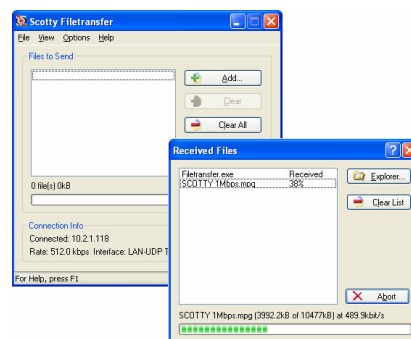 Scotty Filetransfer
File View Options Help
Files to Send
Add...
Clear
Clear All
0 file(s) 0kB
Connection Info
Connected: 10.2.1.118
Rate: 512.0 kbps Interface: LAN-UDP T
For Help, press F1
Received Files
Filetransfer.exe Received
SCOTTY 1Mbps.mpg 38%
Explorer...
Clear List
Abort
SCOTTY 1Mbps.mpg (3992.2kB of 10477kB) at 489.9kbit/s